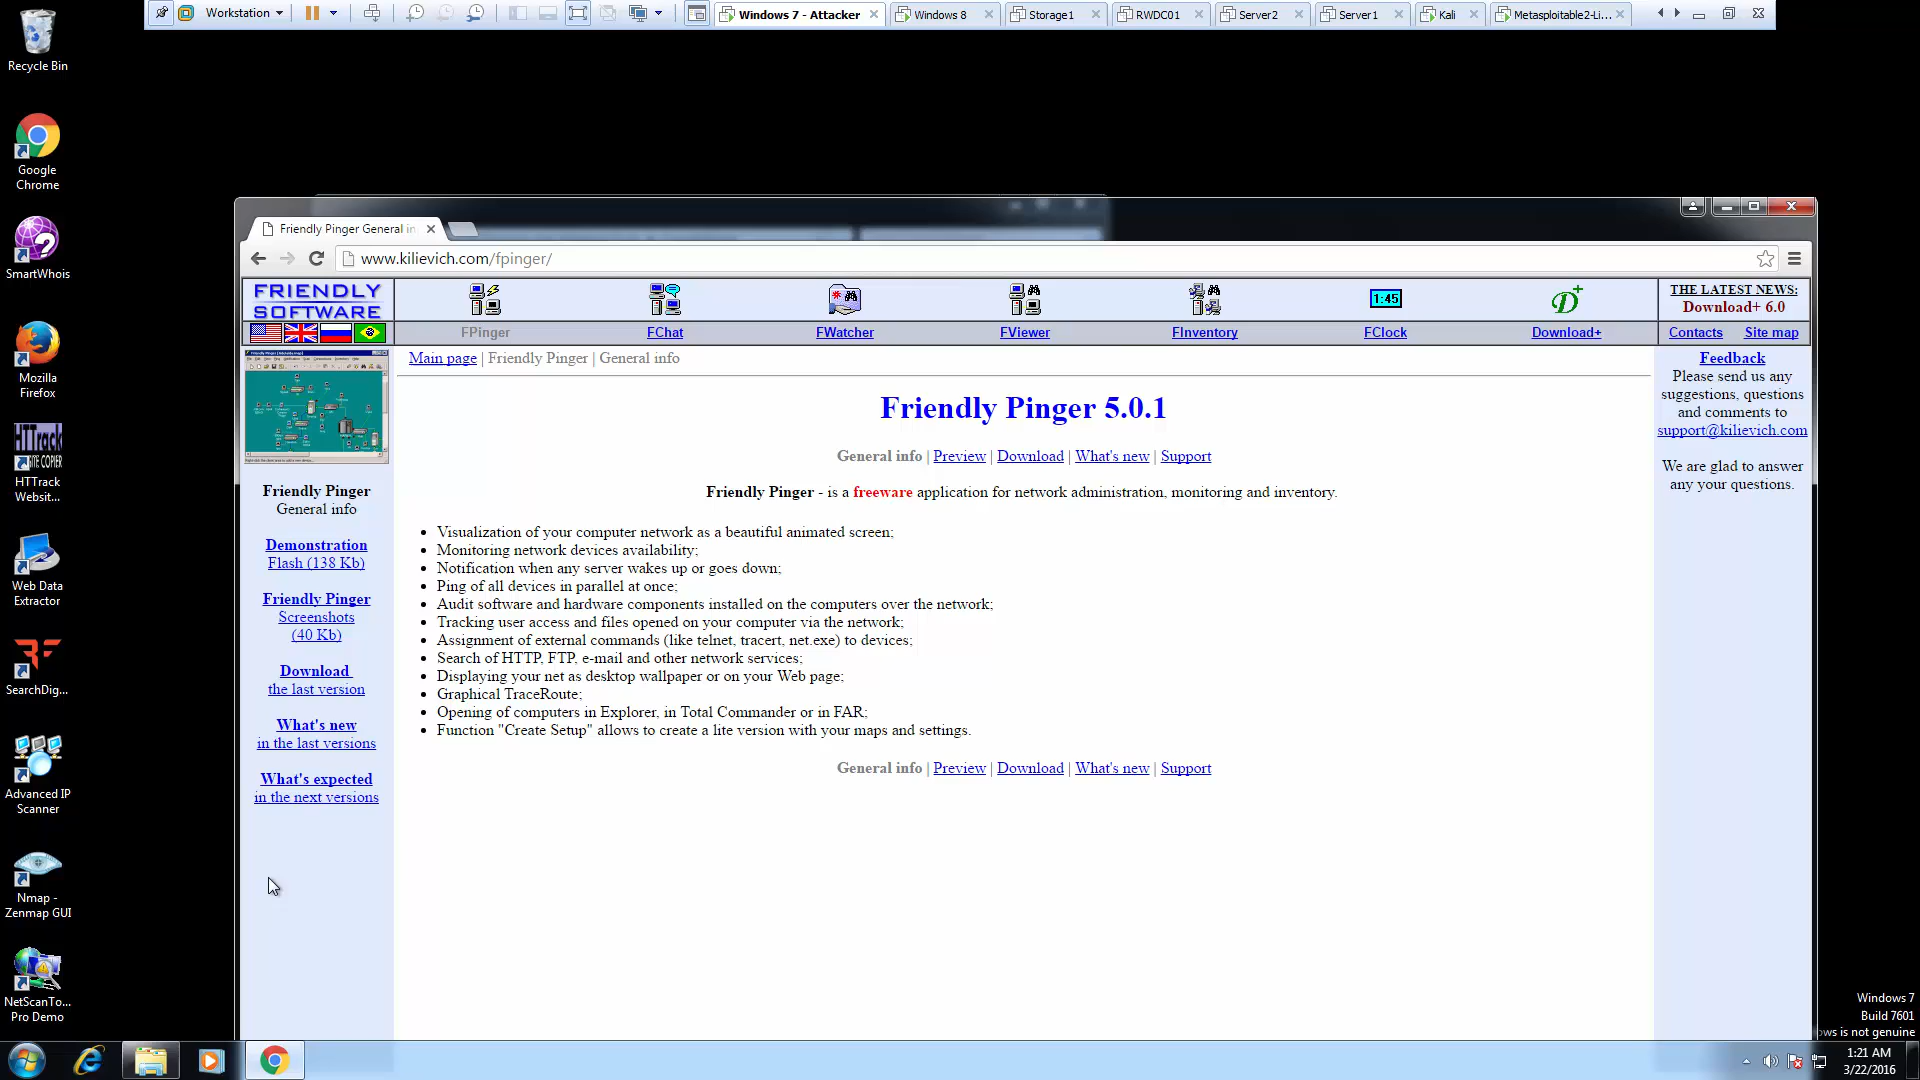 Workstation
Windows 7 - Attacker
Windows 8
Storage1
RWDC01
Server2
Server1
Kali
Metasploitable2-Li...
Recycle Bin
Google
Chrome
SmartWhois
Mozilla
Firefox
HTTrack
SITE COPIER
HTTrack
Websit...
Web Data
Extractor
SearchDig...
Advanced IP
Scanner
Nmap -
Zenmap GUI
NetScanTo...
Pro Demo
Friendly Pinger General in
www.kilievich.com/fpinger/
FRIENDLY
SOFTWARE
FPinger
FChat
FWatcher
FViewer
FInventory
1:45
FClock
D+
Download+
THE LATEST NEWS:
Download+ 6.0
Contacts Site map
Main page | Friendly Pinger | General info
Friendly Pinger 5.0.1
General info | Preview | Download | What's new | Support
Friendly Pinger - is a freeware application for network administration, monitoring and inventory.
• Visualization of your computer network as a beautiful animated screen;
• Monitoring network devices availability;
• Notification when any server wakes up or goes down;
• Ping of all devices in parallel at once;
• Audit software and hardware components installed on the computers over the network;
• Tracking user access and files opened on your computer via the network;
• Assignment of external commands (like telnet, tracert, net.exe) to devices;
• Search of HTTP, FTP, e-mail and other network services;
• Displaying your net as desktop wallpaper or on your Web page;
• Graphical TraceRoute;
• Opening of computers in Explorer, in Total Commander or in FAR;
• Function "Create Setup" allows to create a lite version with your maps and settings.
General info | Preview | Download | What's new | Support
Friendly Pinger
General info
Demonstration
Flash (138 Kb)
Friendly Pinger
Screenshots
(40 Kb)
Download
the last version
What's new
in the last versions
What's expected
in the next versions
Feedback
Please send us any
suggestions, questions
and comments to
support@kilievich.com
We are glad to answer
any your questions.
Windows 7
Build 7601
ws is not genuine
1:21 AM
3/22/2016